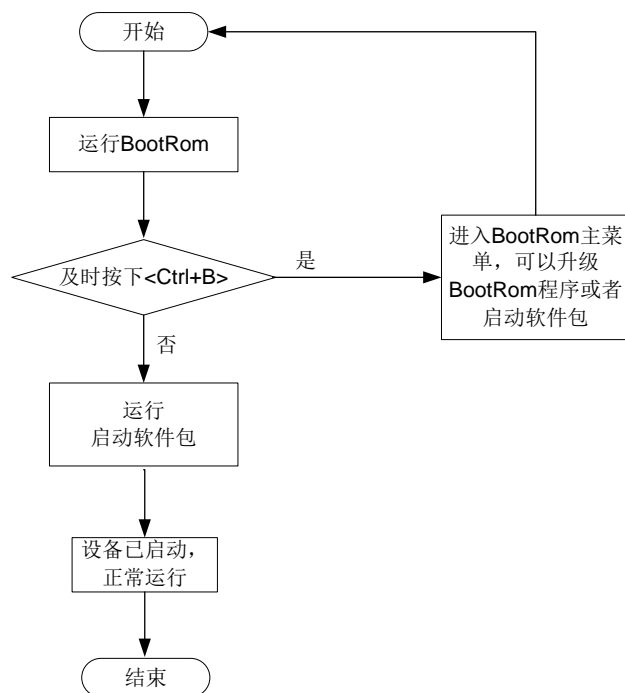 开始
运行BootRom
及时按下<Ctrl+B>
是
进入BootRom主菜
单，可以升级
BootRom程序或者
启动软件包
否
运行
启动软件包
设备已启动，
正常运行
结束